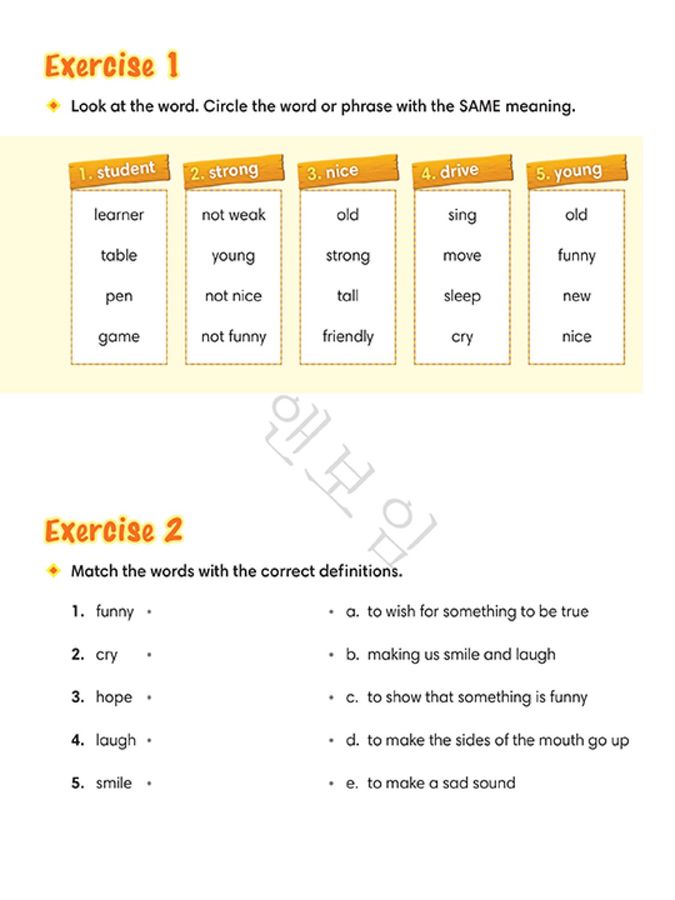 Exercise 1
Look at the word. Circle the word or phrase with the SAME meaning.
1. student
learner
table
pen
game
2. strong
not weak
young
not nice
not funny
3. nice
old
strong
tall
friendly
4. drive
sing
move
sleep
cry
5. young
old
funny
new
nice
맨보임
Exercise 2
Match the words with the correct definitions.
1. funny • • a. to wish for something to be true
2. cry • • b. making us smile and laugh
3. hope • • c. to show that something is funny
4. laugh • • d. to make the sides of the mouth go up
5. smile • • e. to make a sad sound